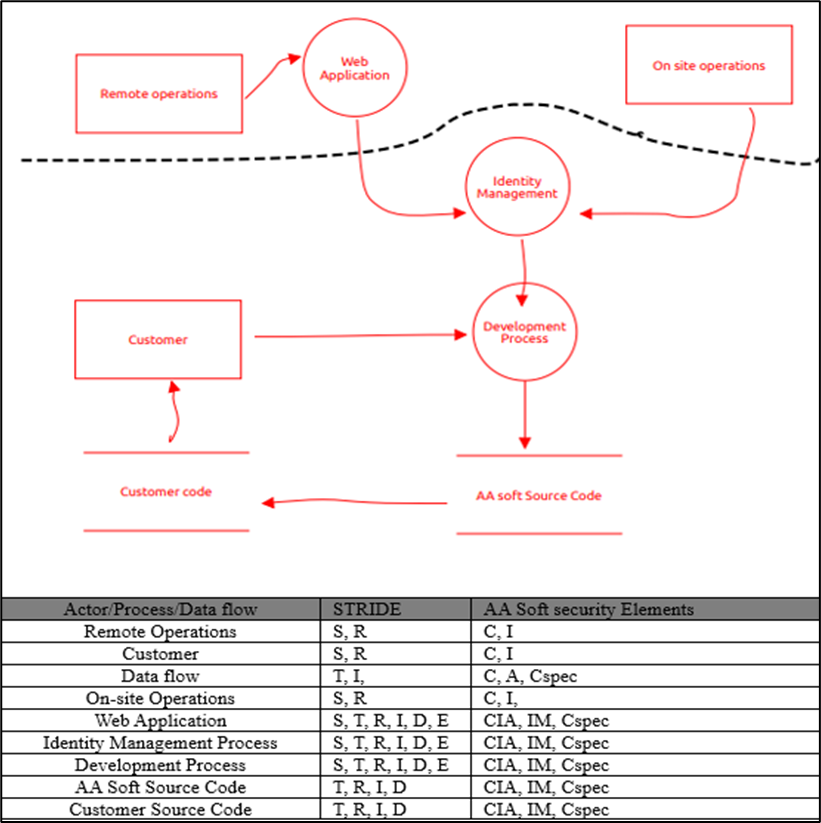 Web
Application
On site operations
Remote operations
Identity
Management
Development
Process
Customer
Customer code
AA soft Source Code
Actor/Process/Data flow STRIDE AA Soft security Elements
Remote Operations S, R C, I
Customer S, R C, I
Data flow T, I, C, A, Cspec
On-site Operations S, R C, I,
Web Application S, T, R, I, D, E CIA, IM, Cspec
Identity Management Process S, T, R, I, D, E CIA, IM, Cspec
Development Process S, T, R, I, D, E CIA, IM, Cspec
AA Soft Source Code T, R, I, D CIA, IM, Cspec
Customer Source Code T, R, I, D CIA, IM, Cspec